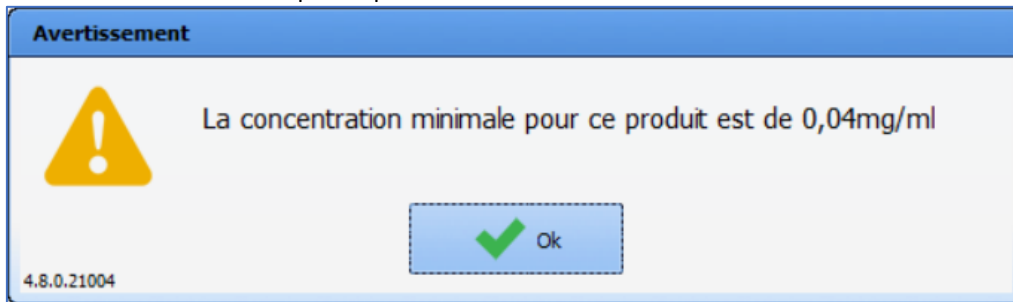 Avertissement
La concentration minimale pour ce produit est de 0,04mg/ml
Ok
4.8.0.21004